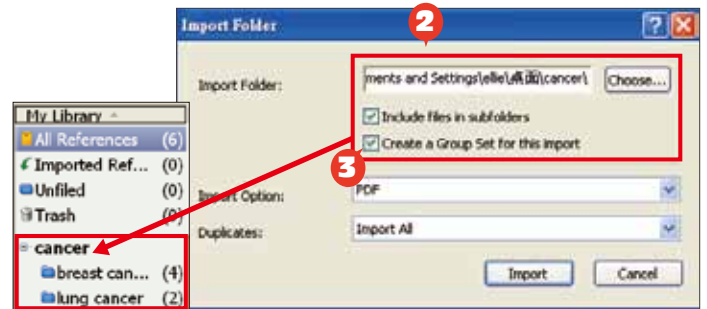 2
Import Folder
Import Folder:
ments and Settings\ellie\桌面\cancer\
Choose...
Include files in subfolders
3
Create a Group Set for this import
Import Option:
PDF
Duplicates:
Import All
Import
Cancel
My Library
All References (6)
Imported Ref... (0)
Unfiled (0)
Trash (0)
cancer
breast can... (4)
lung cancer (2)